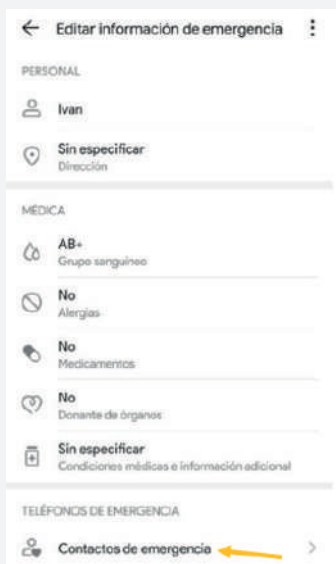 Editar información de emergencia
PERSONAL
Ivan
Sin especificar
Dirección
MÉDICA
AB+
Grupo sanguíneo
No
Alergias
No
Medicamentos
No
Donante de órganos
Sin especificar
Condiciones médicas e información adicional
TELÉFONOS DE EMERGENCIA
Contactos de emergencia